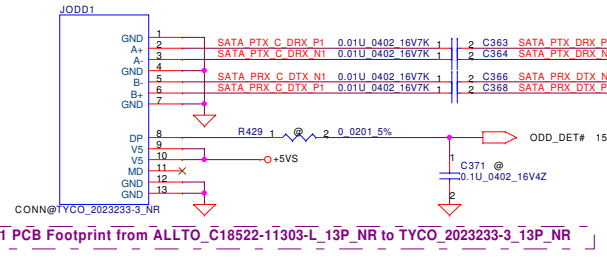 JODD1
GND 1
A+ 2 SATA_PTX_C_DRX_P1 0.01U_0402_16V7K 1 2 C363 SATA_PTX_DRX_P
A- 3 SATA_PTX_C_DRX_N1 0.01U_0402_16V7K 1 2 C364 SATA_PTX_DRX_N
GND 4
B- 5 SATA_PRX_C_DTX_N1 0.01U_0402_16V7K 1 2 C366 SATA_PRX_DTX_N
B+ 6 SATA_PRX_C_DTX_P1 0.01U_0402_16V7K 1 2 C368 SATA_PRX_DTX_P
GND 7
DP 8 R429 1 @ 2 0_0201_5% ODD_DET# 15
V5 9
V5 10 +5VS
MD 11
GND 12
GND 13
1
C371 @
0.1U_0402_16V4Z
2
CONN@TYCO_2023233-3_NR
1 PCB Footprint from ALLTO_C18522-11303-L_13P_NR to TYCO_2023233-3_13P_NR